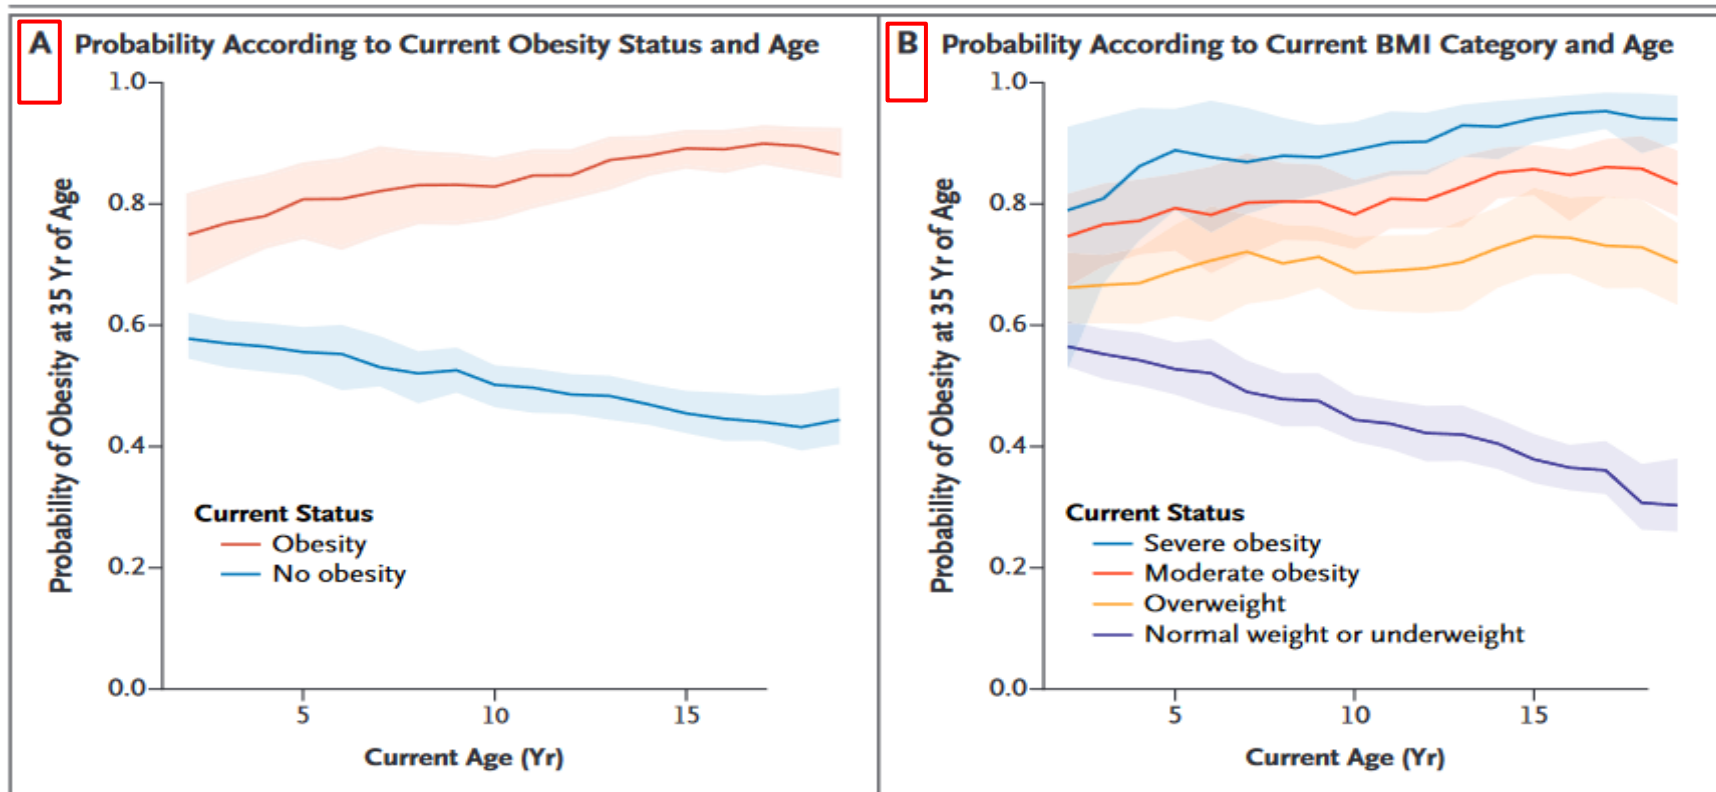 A Probability According to Current Obesity Status and Age
1.0
0.8
0.6
0.4
0.2
0.0
Probability of Obesity at 35 Yr of Age
Current Status
Obesity
No obesity
5 10 15
Current Age (Yr)
B Probability According to Current BMI Category and Age
1.0
0.8
0.6
0.4
0.2
0.0
Probability of Obesity at 35 Yr of Age
Current Status
Severe obesity
Moderate obesity
Overweight
Normal weight or underweight
5 10 15
Current Age (Yr)